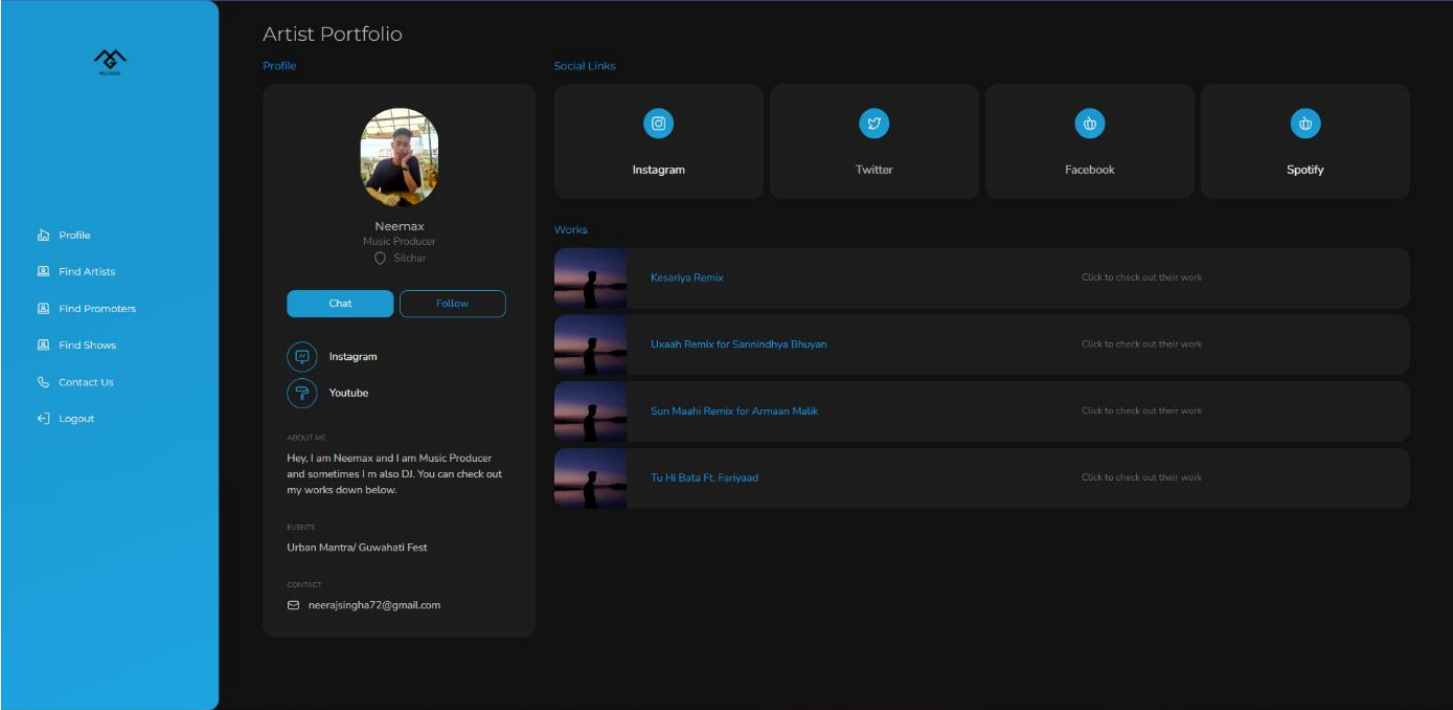 Profile
Find Artists
Find Promoters
Find Shows
Contact Us
Logout
Artist Portfolio
Profile
Neemax
Music Producer
Silchar
Chat
Follow
Instagram
Youtube
ABOUT ME
Hey, I am Neemax and I am Music Producer
and sometimes I m also DJ. You can check out
my works down below.
EVENTS
Urban Mantra/ Guwahati Fest
CONTACT
neerajsingha72@gmail.com
Social Links
Instagram
Twitter
Facebook
Spotify
Works
Kesariya Remix
Click to check out their work
Uxaah Remix for Sannindhya Bhuyan
Click to check out their work
Sun Maahi Remix for Armaan Malik
Click to check out their work
Tu Hi Bata Ft. Fariyaad
Click to check out their work